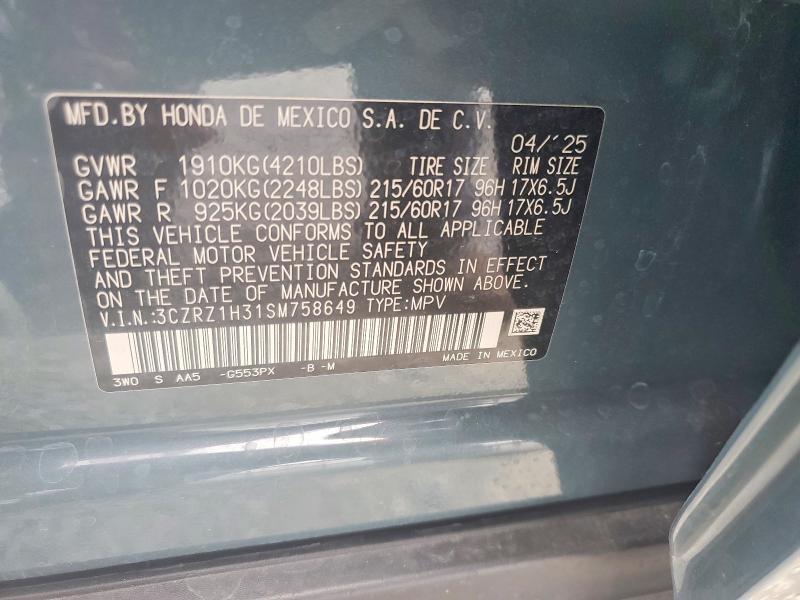 MFD.BY HONDA DE MEXICO S.A. DE C.V.
04/'25
GVWR 1910KG(4210LBS) TIRE SIZE RIM SIZE
GAWR F 1020KG(2248LBS) 215/60R17 96H 17X6.5J
GAWR R 925KG(2039LBS) 215/60R17 96H 17X6.5J
THIS VEHICLE CONFORMS TO ALL APPLICABLE
FEDERAL MOTOR VEHICLE SAFETY
AND THEFT PREVENTION STANDARDS IN EFFECT
ON THE DATE OF MANUFACTURE SHOWN ABOVE.
V.I.N.:3CZRZ1H31SM758649 TYPE:MPV
3W0 S AA5 -G553PX -B -M MADE IN MEXICO